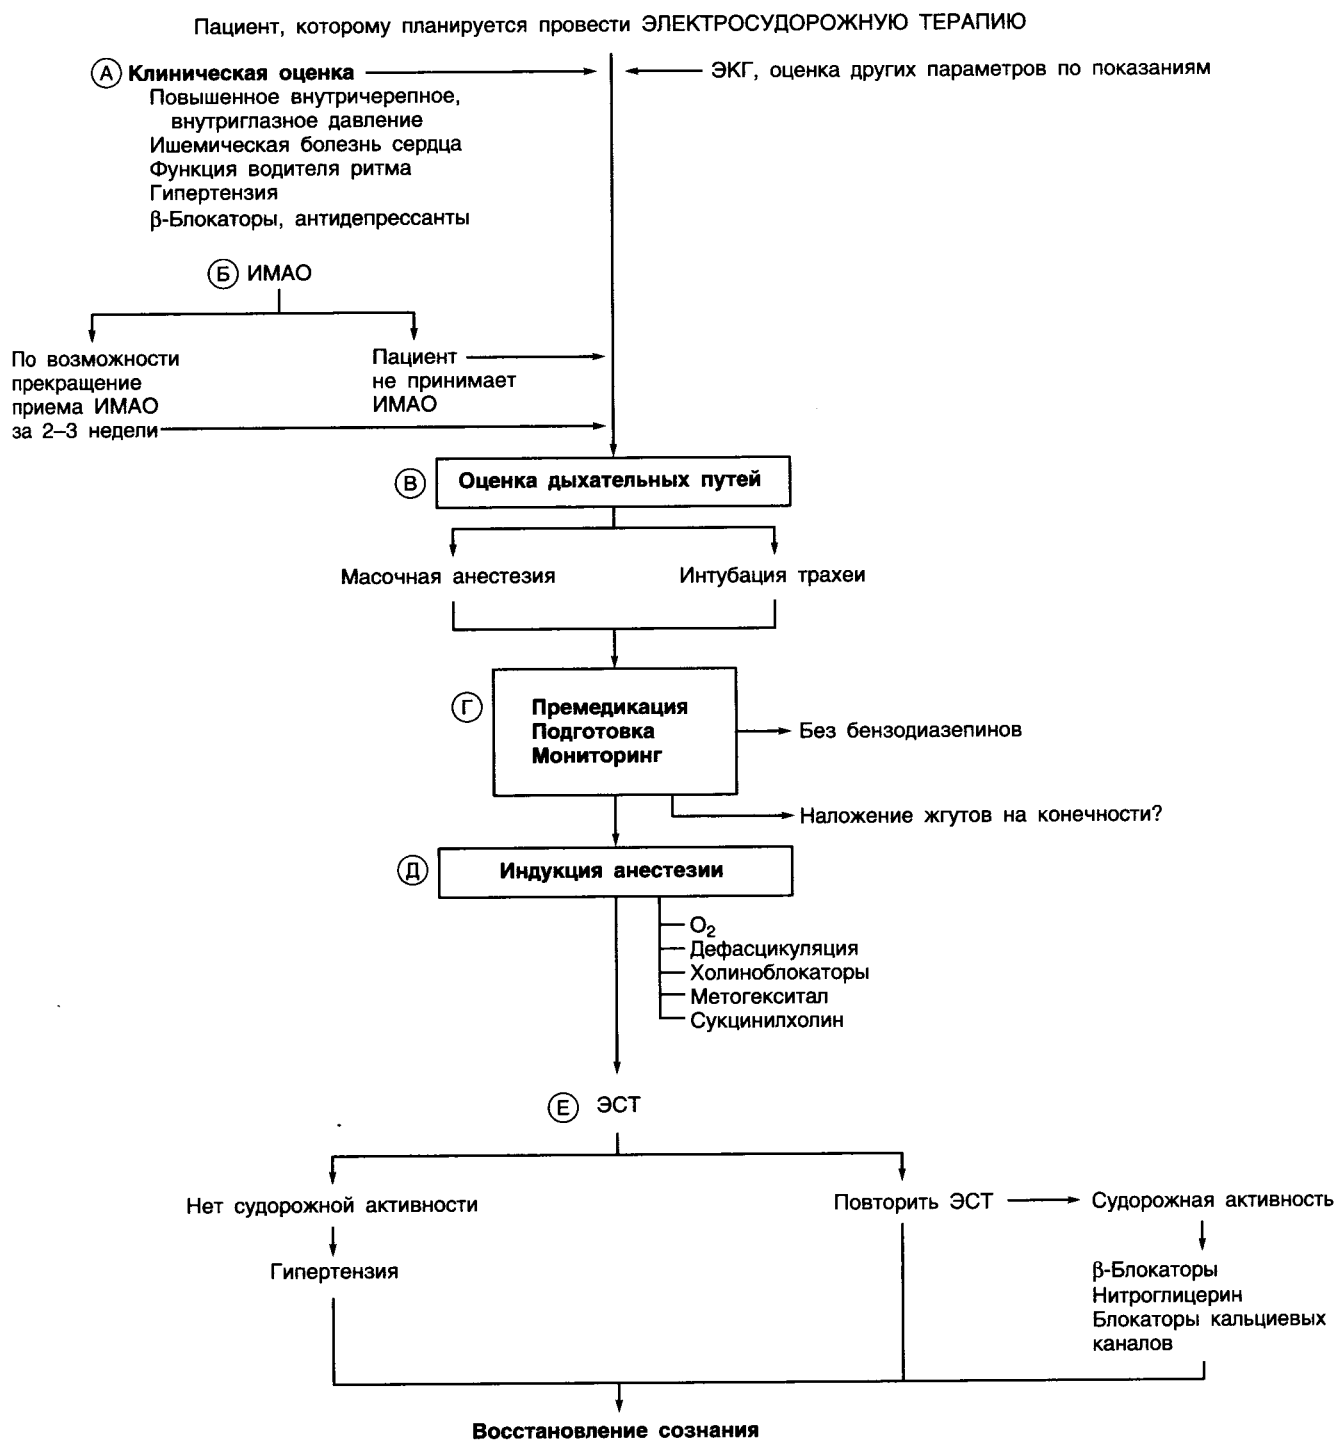 Пациент, которому планируется провести ЭЛЕКТРОСУДОРОЖНУЮ ТЕРАПИЮ
А Клиническая оценка
ЭКГ, оценка других параметров по показаниям
Повышенное внутричерепное,
внутриглазное давление
Ишемическая болезнь сердца
Функция водителя ритма
Гипертензия
β-Блокаторы, антидепрессанты
Б ИМАО
По возможности
прекращение
приема ИМАО
за 2–3 недели
Пациент
не принимает
ИМАО
В Оценка дыхательных путей
Масочная анестезия
Интубация трахеи
Г Премедикация
Подготовка
Мониторинг
Без бензодиазепинов
Наложение жгутов на конечности?
Д Индукция анестезии
O₂
Дефасцикуляция
Холиноблокаторы
Метогекситал
Сукцинилхолин
Е ЭСТ
Нет судорожной активности
Гипертензия
Повторить ЭСТ
Судорожная активность
β-Блокаторы
Нитроглицерин
Блокаторы кальциевых
каналов
Восстановление сознания